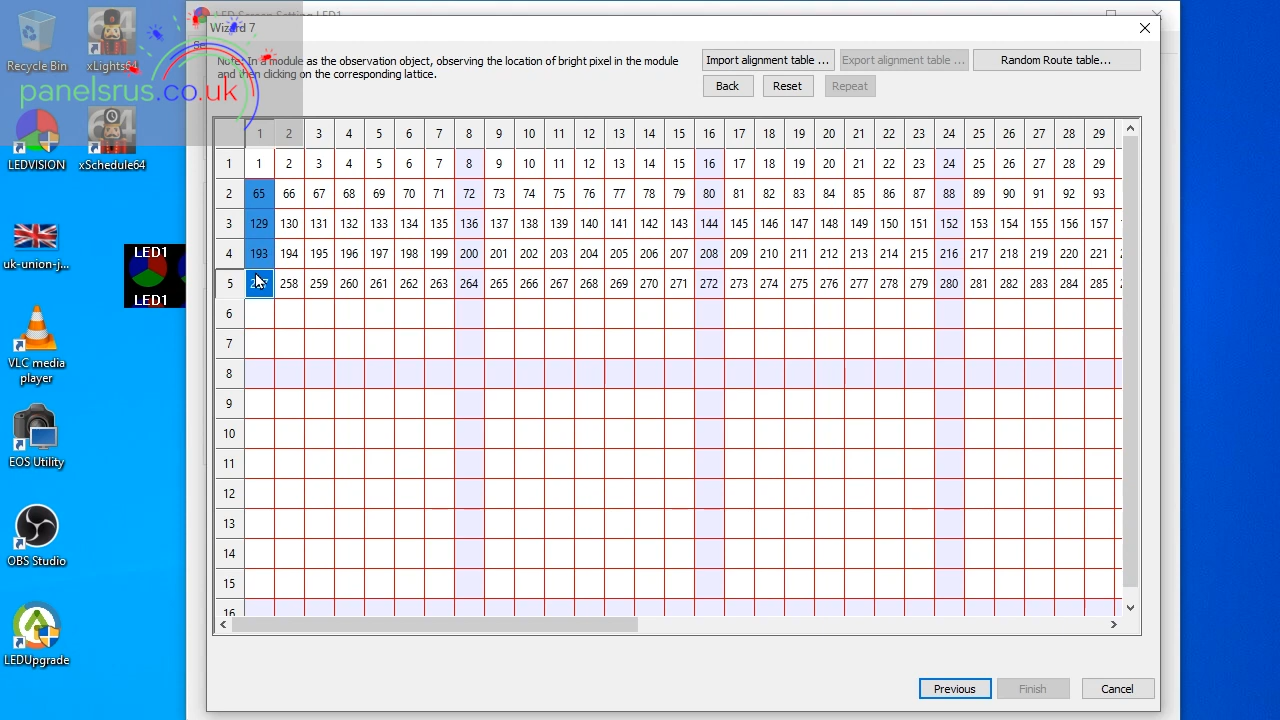 LED Screen Setting LED1
Wizard 7
Note: In a module as the observation object, observing the location of bright pixel in the module
and then clicking on the corresponding lattice.
Import alignment table ...
Export alignment table ...
Random Route table...
Back
Reset
Repeat
1 2 3 4 5 6 7 8 9 10 11 12 13 14 15 16 17 18 19 20 21 22 23 24 25 26 27 28 29
1 1 2 3 4 5 6 7 8 9 10 11 12 13 14 15 16 17 18 19 20 21 22 23 24 25 26 27 28 29
2 65 66 67 68 69 70 71 72 73 74 75 76 77 78 79 80 81 82 83 84 85 86 87 88 89 90 91 92 93
3 129 130 131 132 133 134 135 136 137 138 139 140 141 142 143 144 145 146 147 148 149 150 151 152 153 154 155 156 157
4 193 194 195 196 197 198 199 200 201 202 203 204 205 206 207 208 209 210 211 212 213 214 215 216 217 218 219 220 221
5 258 259 260 261 262 263 264 265 266 267 268 269 270 271 272 273 274 275 276 277 278 279 280 281 282 283 284 285
6
7
8
9
10
11
12
13
14
15
16
Previous
Finish
Cancel
Recycle Bin
xLights64
panelsrus.co.uk
LEDVISION
xSchedule64
uk-union-j...
LED1
LED1
VLC media
player
EOS Utility
OBS Studio
LEDUpgrade